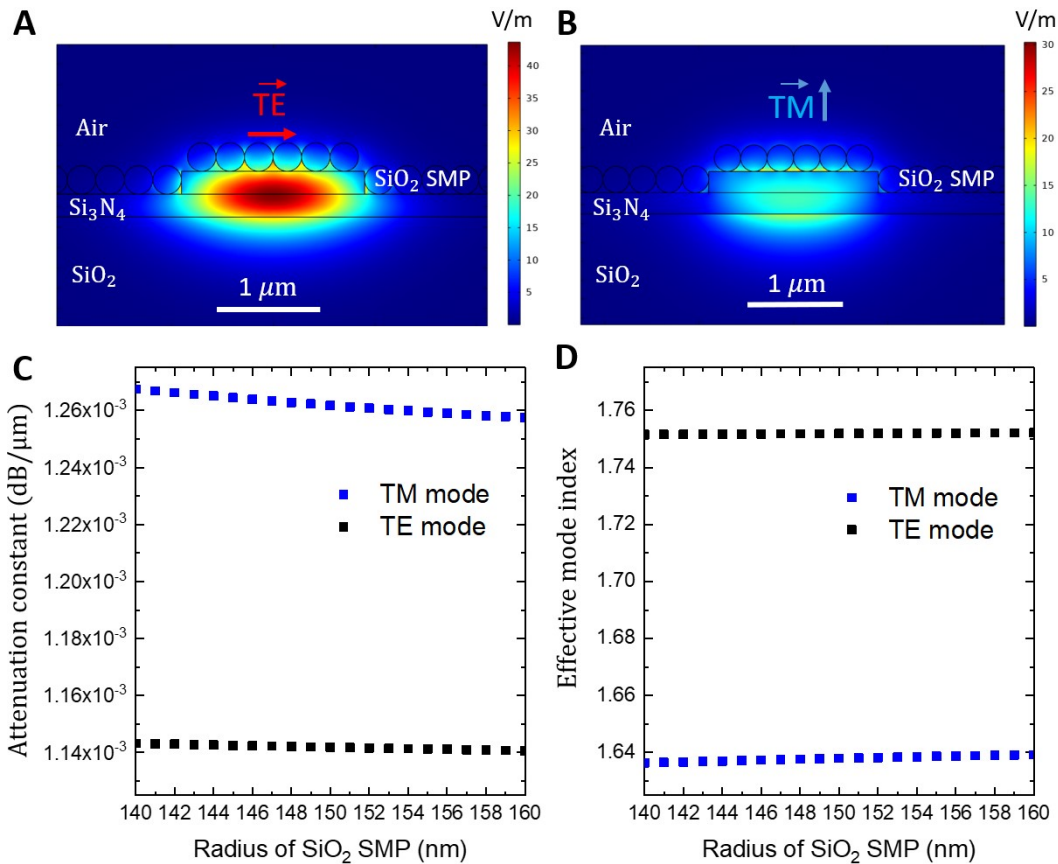 A
V/m
TE
Air
SiO₂ SMP
Si₃N₄
SiO₂
1 μm
40
35
30
25
20
15
10
5
B
V/m
TM
Air
SiO₂ SMP
Si₃N₄
SiO₂
1 μm
30
25
20
15
10
5
C
Attenuation constant (dB/μm)
1.26x10⁻³
1.24x10⁻³
1.22x10⁻³
1.20x10⁻³
1.18x10⁻³
1.16x10⁻³
1.14x10⁻³
TM mode
TE mode
140 142 144 146 148 150 152 154 156 158 160
Radius of SiO₂ SMP (nm)
D
Effective mode index
1.76
1.74
1.72
1.70
1.68
1.66
1.64
TM mode
TE mode
140 142 144 146 148 150 152 154 156 158 160
Radius of SiO₂ SMP (nm)